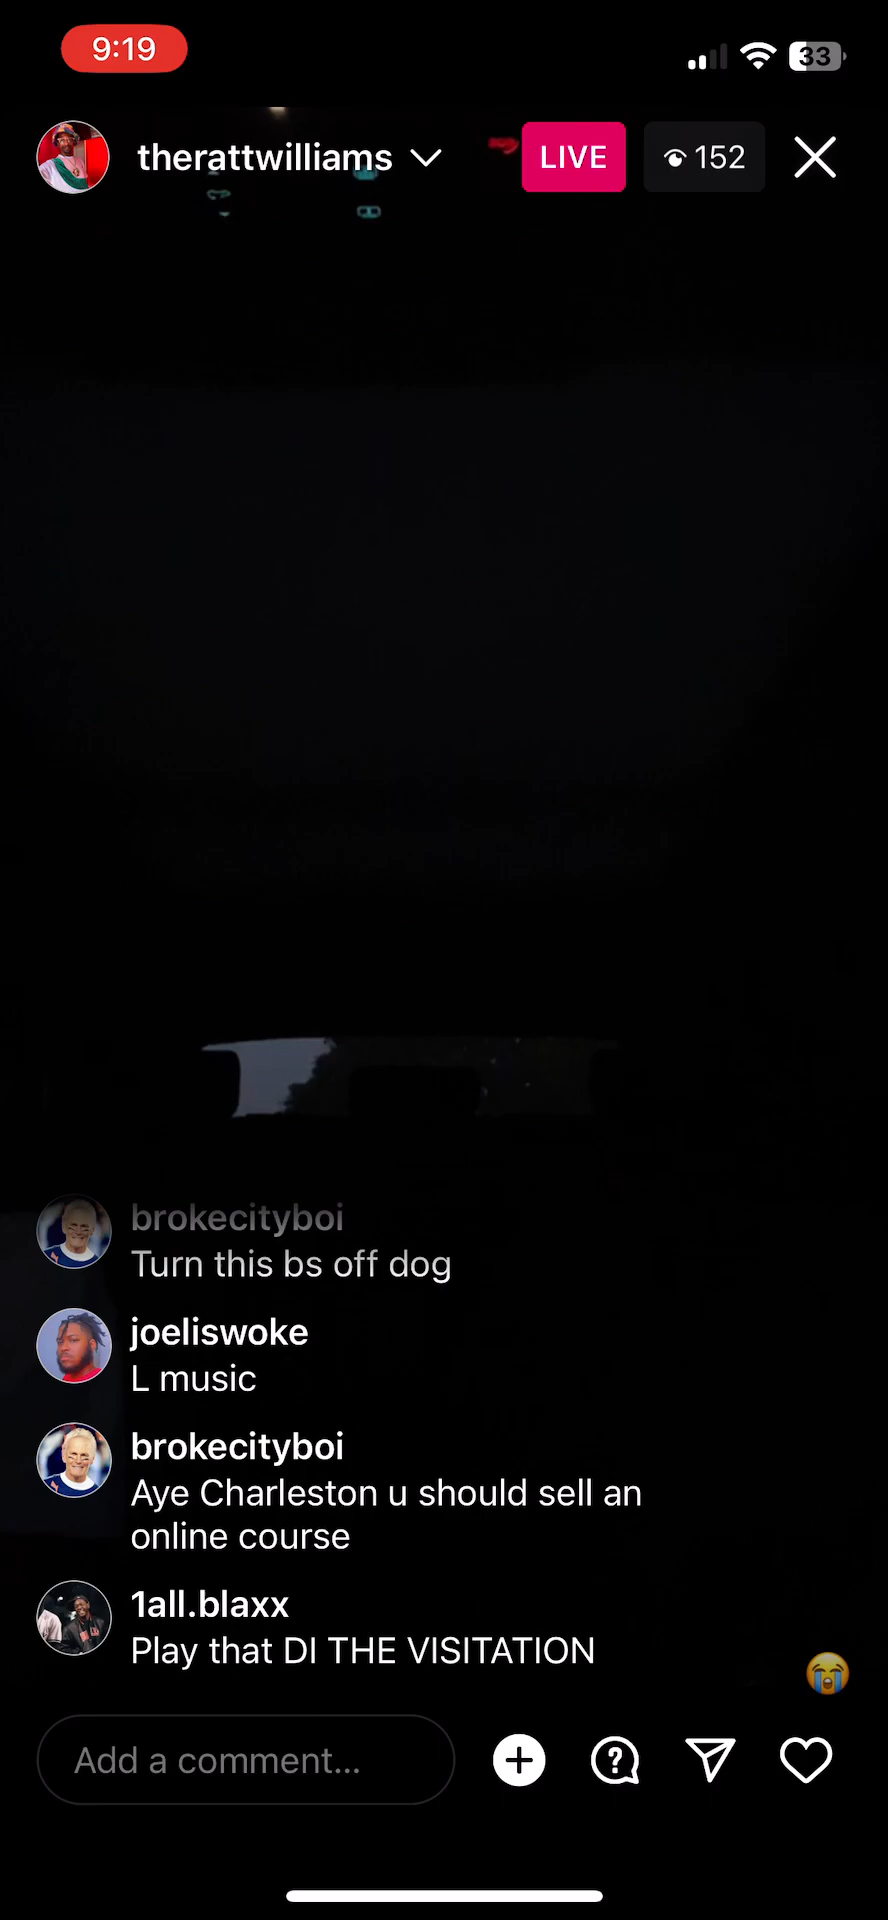 9:19
33
therattwilliams
LIVE
152
brokecityboi
Turn this bs off dog
joeliswoke
L music
brokecityboi
Aye Charleston u should sell an
online course
1all.blaxx
Play that DI THE VISITATION
Add a comment...